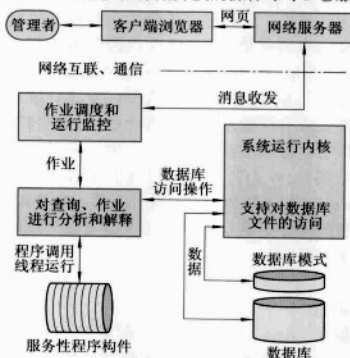 管理者
客户端浏览器
网页
网络服务器
网络互联、通信
消息收发
作业调度和
运行监控
系统运行内核
作业
数据库
访问操作
对查询、作业
进行分析和解释
支持对数据库
文件的访问
程序调用
线程运行
数据
数据库模式
服务性程序构件
数据库